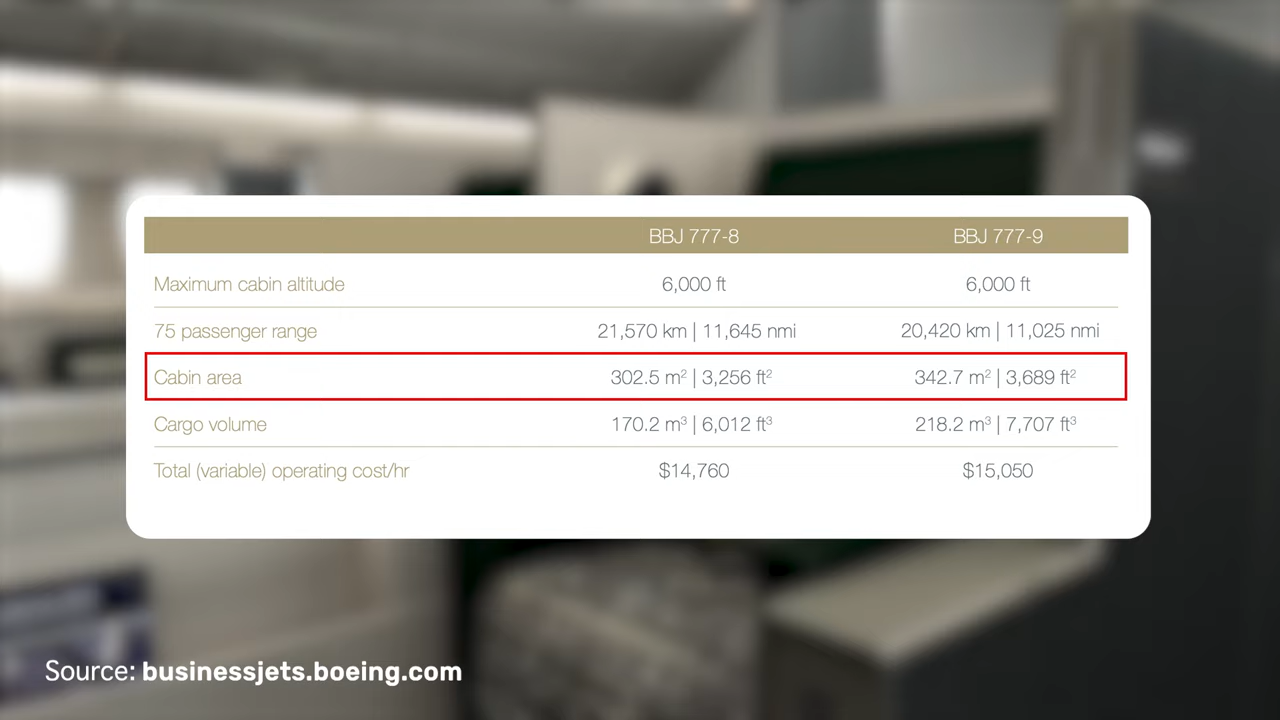 BBJ 777-8 BBJ 777-9
Maximum cabin altitude 6,000 ft 6,000 ft
75 passenger range 21,570 km | 11,645 nmi 20,420 km | 11,025 nmi
Cabin area 302.5 m² | 3,256 ft² 342.7 m² | 3,689 ft²
Cargo volume 170.2 m³ | 6,012 ft³ 218.2 m³ | 7,707 ft³
Total (variable) operating cost/hr $14,760 $15,050
Source: businessjets.boeing.com